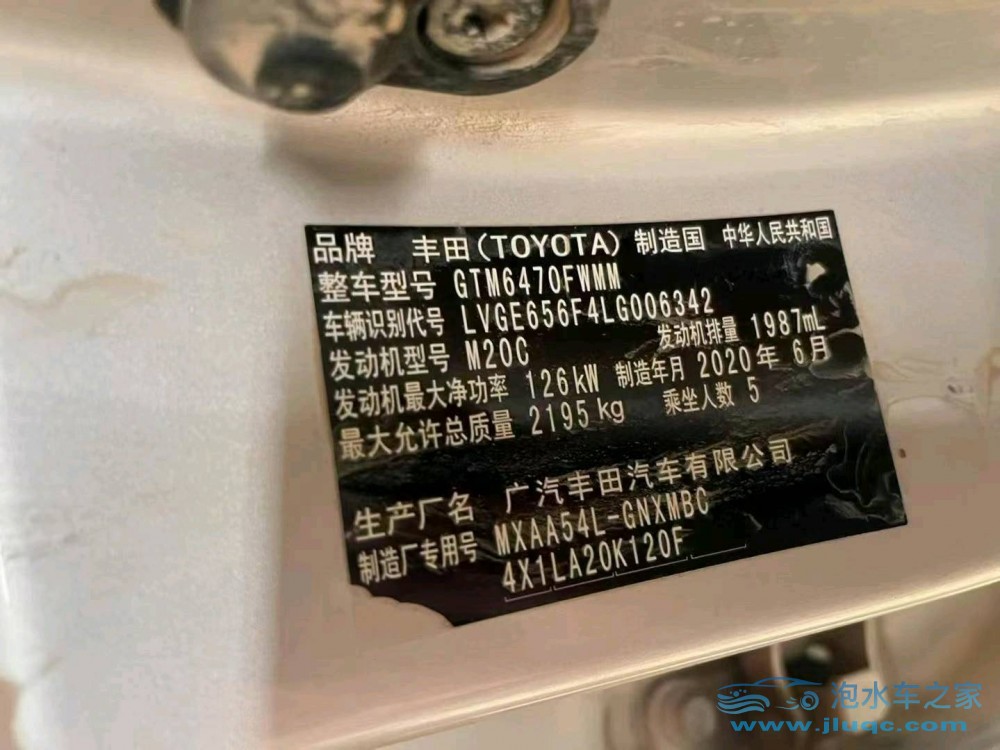 品牌 丰田(TOYOTA) 制造国 中华人民共和国
整车型号 GTM6470FWMM
车辆识别代号 LVGE656F4LG006342
发动机型号 M20C 发动机排量 1987mL
发动机最大净功率 126kW 制造年月 2020年6月
最大允许总质量 2195kg 乘坐人数 5
生产厂名 广汽丰田汽车有限公司
制造厂专用号 MXAA54L-GNXMBC
4X1LA20K120F
泡水车之家
www.jluqc.com